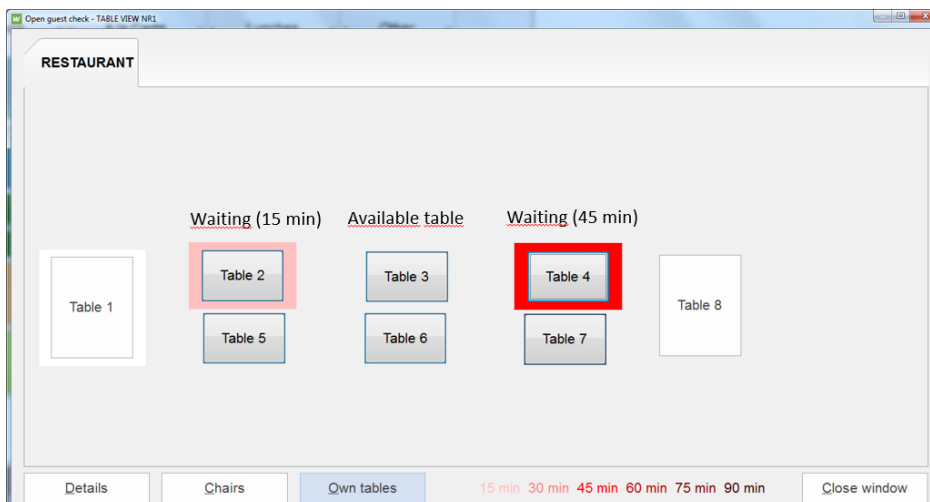 Open guest check - TABLE VIEW NR1
RESTAURANT
Waiting (15 min) Available table Waiting (45 min)
Table 1
Table 2 Table 3 Table 4
Table 8
Table 5 Table 6 Table 7
Details Chairs Own tables 15 min 30 min 45 min 60 min 75 min 90 min Close window